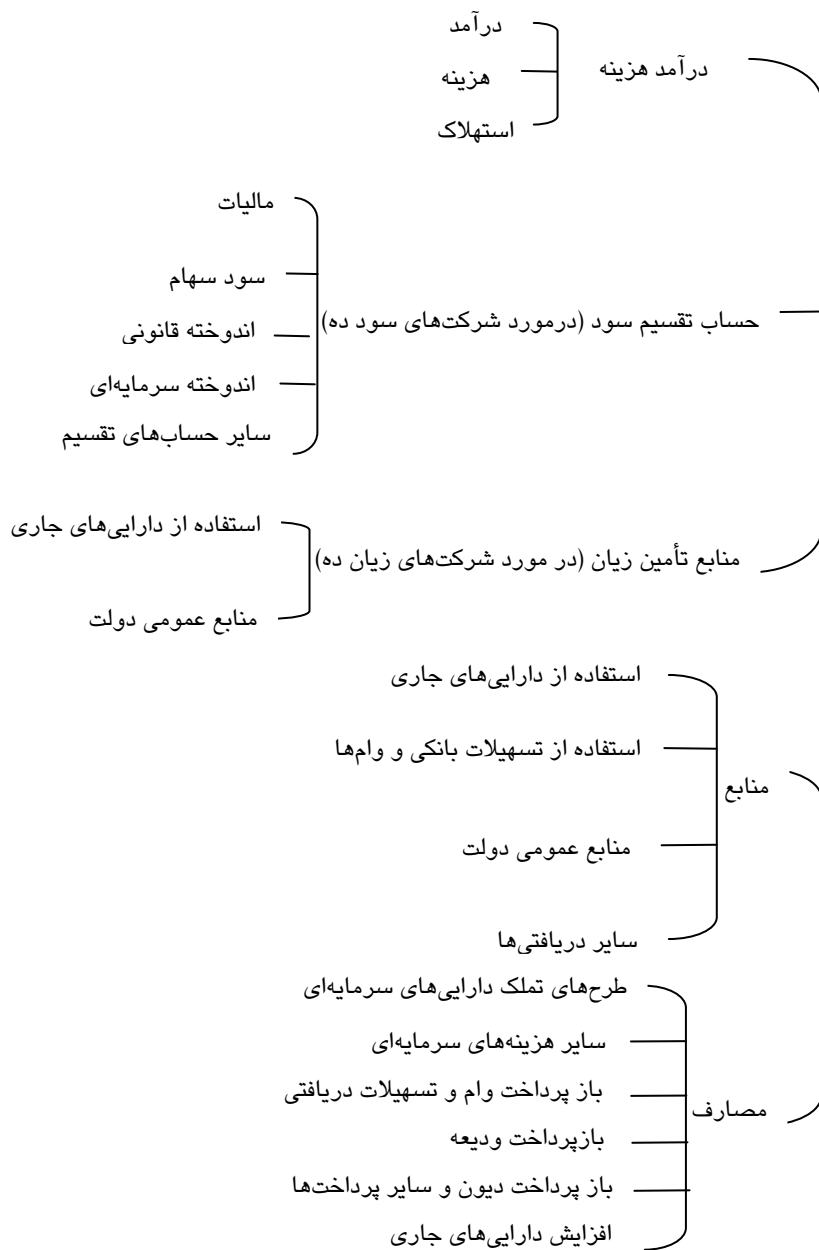 درآمد هزینه
درآمد
هزینه
استهلاک
حساب تقسیم سود (درمورد شرکت‌های سود ده)
مالیات
سود سهام
اندوخته قانونی
اندوخته سرمایه‌ای
سایر حساب‌های تقسیم
منابع تأمین زیان (در مورد شرکت‌های زیان ده)
استفاده از دارایی‌های جاری
منابع عمومی دولت
منابع
استفاده از دارایی‌های جاری
استفاده از تسهیلات بانکی و وام‌ها
منابع عمومی دولت
سایر دریافتی‌ها
مصارف
طرح‌های تملک دارایی‌های سرمایه‌ای
سایر هزینه‌های سرمایه‌ای
باز پرداخت وام و تسهیلات دریافتی
بازپرداخت ودیعه
باز پرداخت دیون و سایر پرداخت‌ها
افزایش دارایی‌های جاری